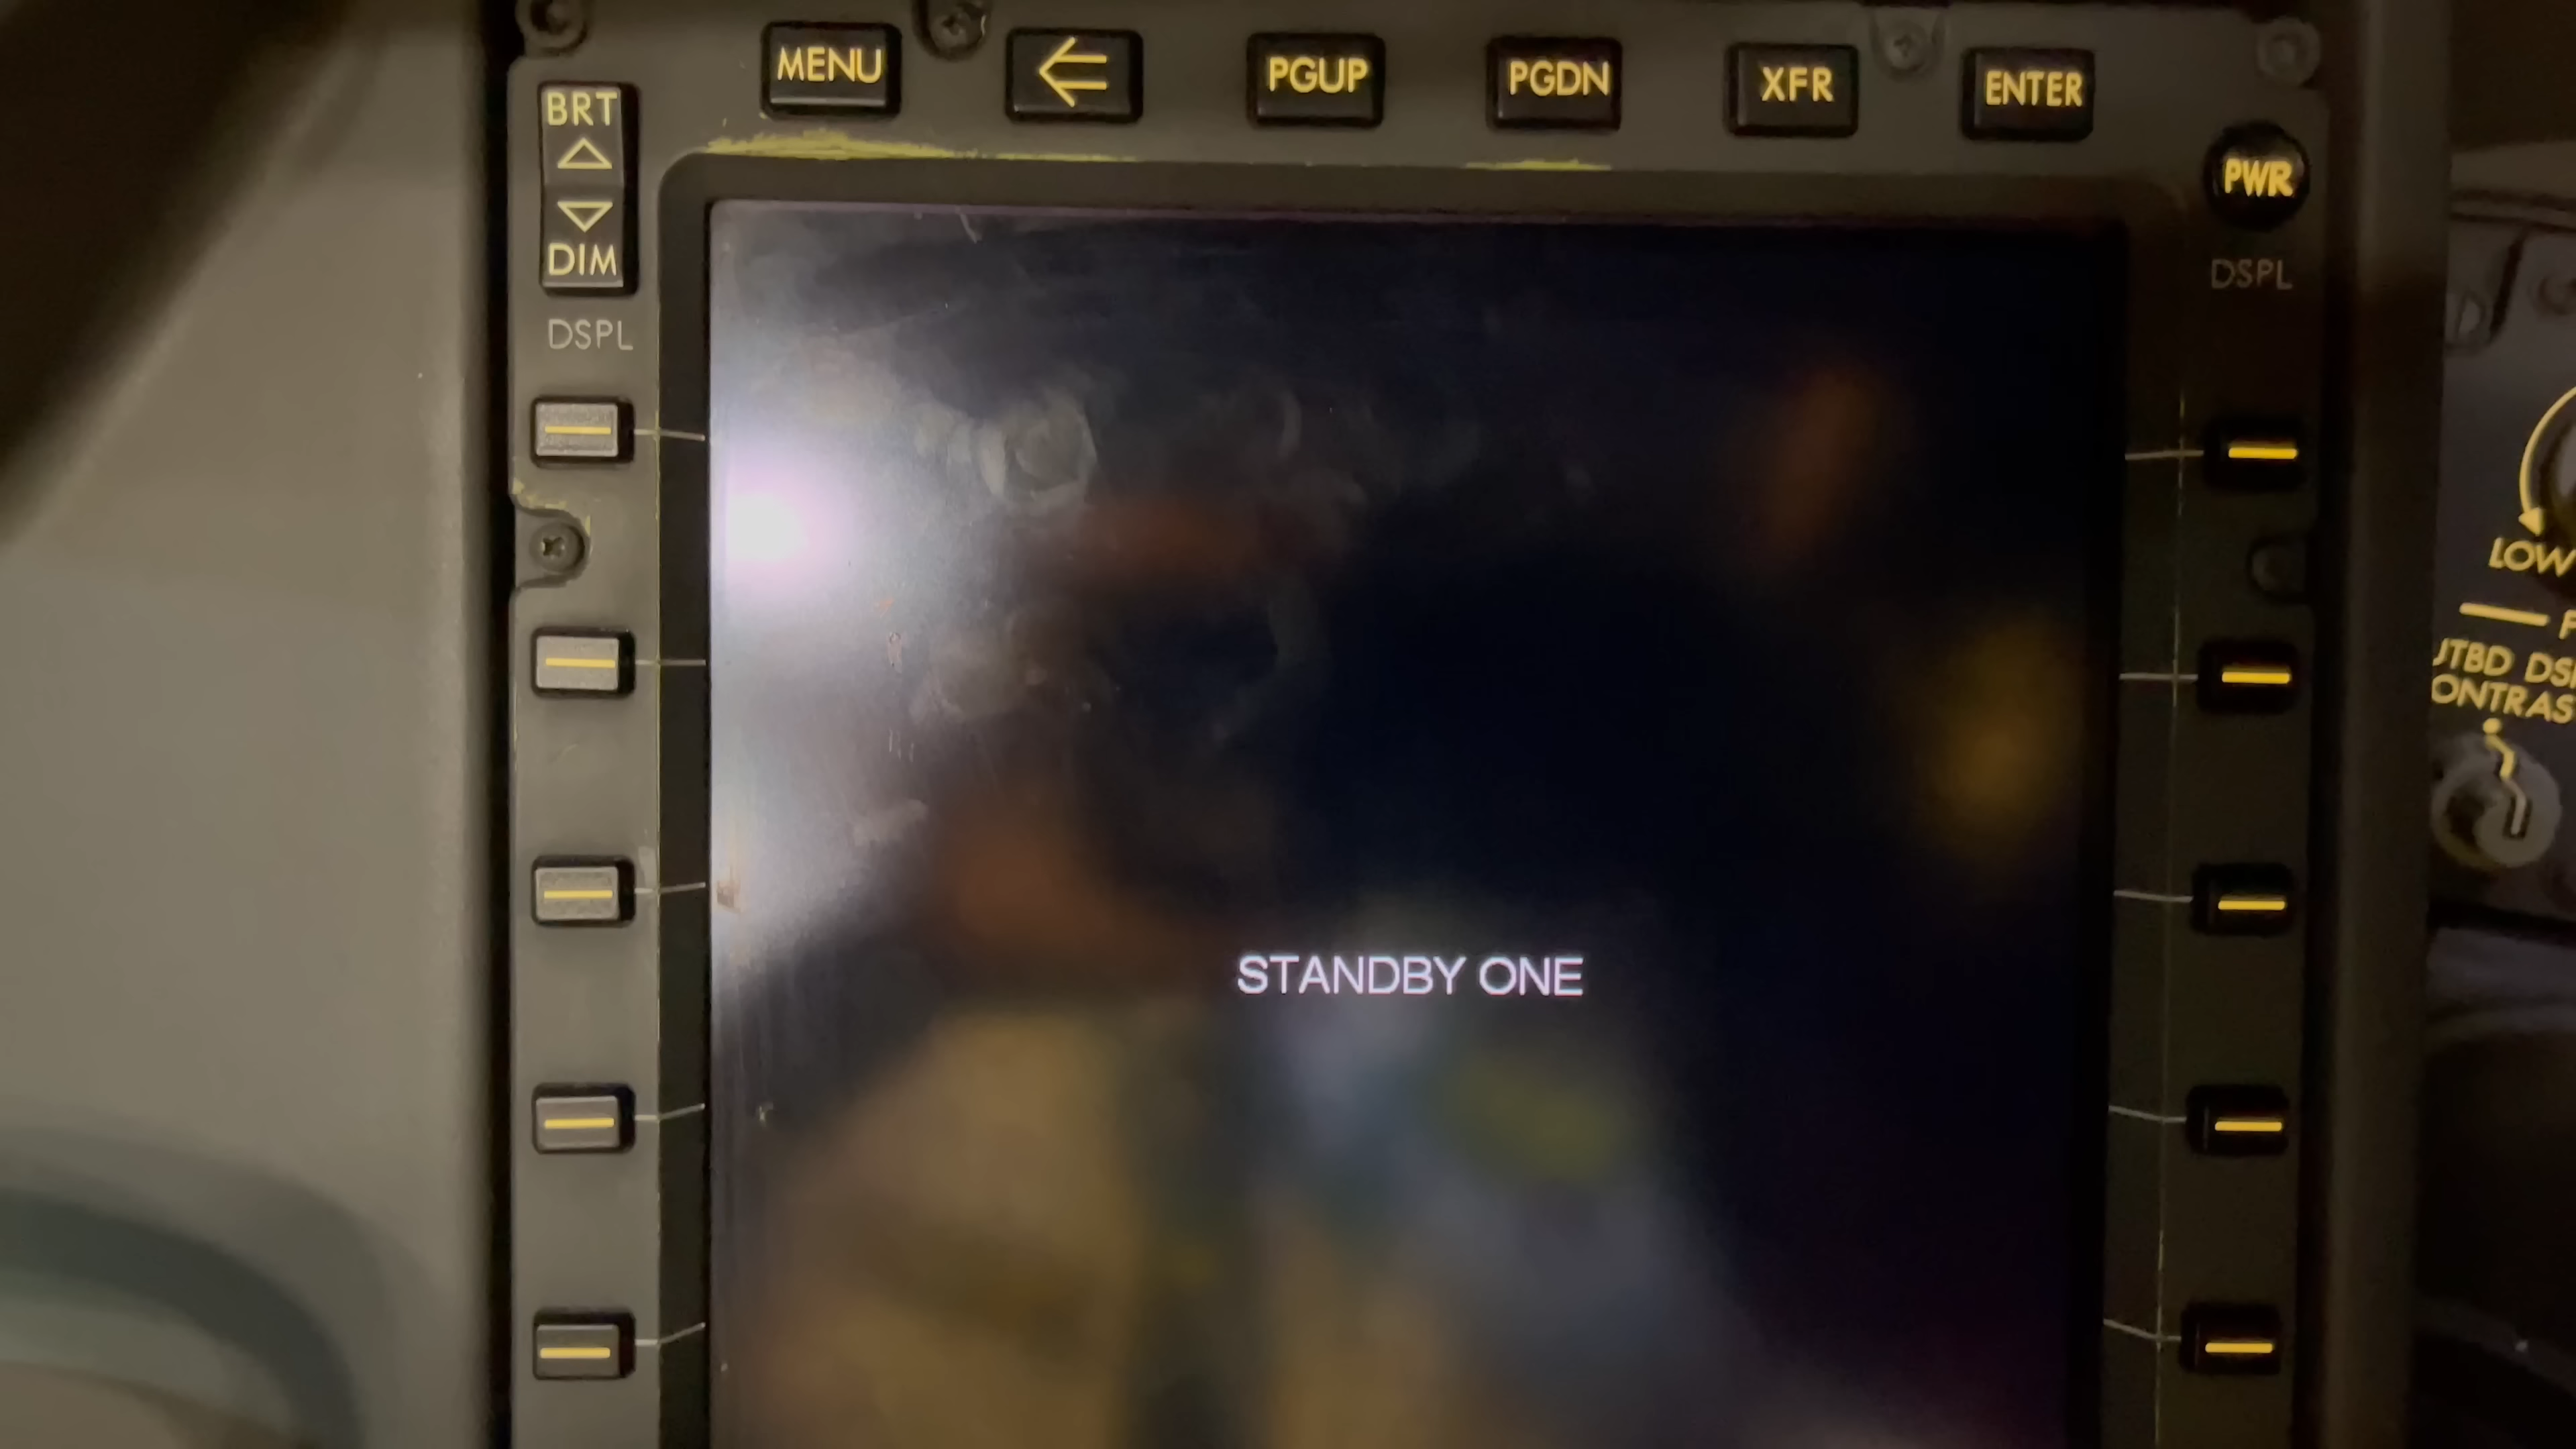 MENU
PGUP
PGDN
XFR
ENTER
BRT
DIM
DSPL
PWR
DSPL
LOW
STANDBY ONE